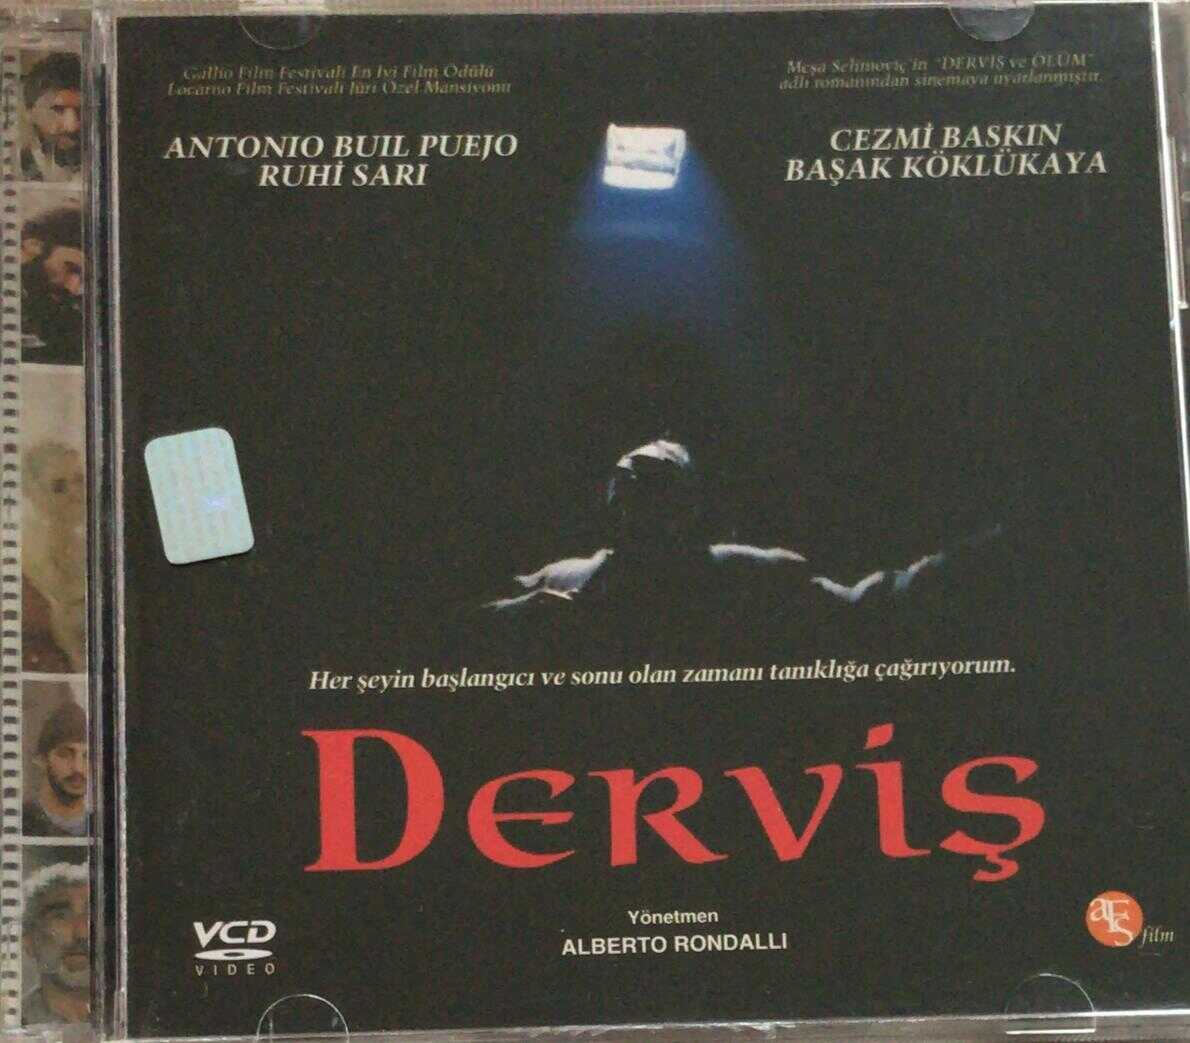 Gallio Film Festivali En İyi Film Ödülü
Locarno Film Festivali Jüri Özel Mansiyonu
Meşa Selimoviç'in "DERVİŞ ve ÖLÜM"
adlı romanından sinemaya uyarlanmıştır.
ANTONIO BUIL PUEJO
RUHİ SARI
CEZMİ BASKIN
BAŞAK KÖKLÜKAYA
Her şeyin başlangıcı ve sonu olan zamanı tanıklığa çağırıyorum.
DERVİŞ
Yönetmen
ALBERTO RONDALLI
VCD
VIDEO
aFS film